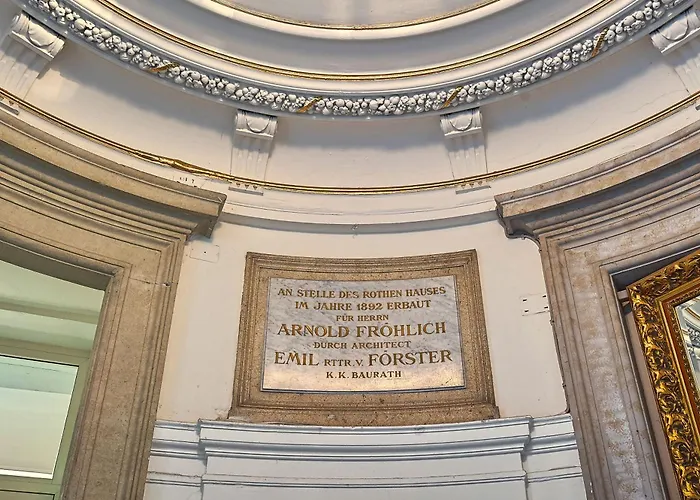 AN STELLE DES ROTHEN HAUSES
IM JAHRE 1892 ERBAUT
FÜR HERRN
ARNOLD FRÖHLICH
DURCH ARCHITECT
EMIL RTTR. V. FÖRSTER
K.K. BAURATH